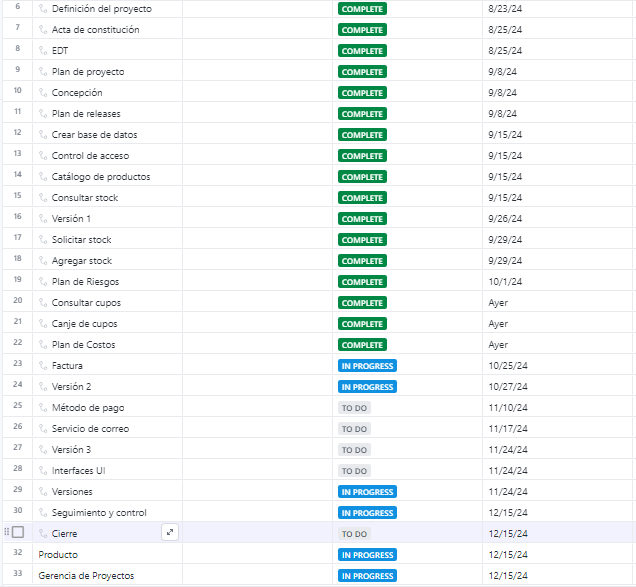 6 Definición del proyecto COMPLETE 8/23/24
7 Acta de constitución COMPLETE 8/25/24
8 EDT COMPLETE 8/25/24
9 Plan de proyecto COMPLETE 9/8/24
10 Concepción COMPLETE 9/8/24
11 Plan de releases COMPLETE 9/8/24
12 Crear base de datos COMPLETE 9/15/24
13 Control de acceso COMPLETE 9/15/24
14 Catálogo de productos COMPLETE 9/15/24
15 Consultar stock COMPLETE 9/15/24
16 Versión 1 COMPLETE 9/26/24
17 Solicitar stock COMPLETE 9/29/24
18 Agregar stock COMPLETE 9/29/24
19 Plan de Riesgos COMPLETE 10/1/24
20 Consultar cupos COMPLETE Ayer
21 Canje de cupos COMPLETE Ayer
22 Plan de Costos COMPLETE Ayer
23 Factura IN PROGRESS 10/25/24
24 Versión 2 IN PROGRESS 10/27/24
25 Método de pago TO DO 11/10/24
26 Servicio de correo TO DO 11/17/24
27 Versión 3 TO DO 11/24/24
28 Interfaces UI TO DO 11/24/24
29 Versiones IN PROGRESS 11/24/24
30 Seguimiento y control IN PROGRESS 12/15/24
Cierre TO DO 12/15/24
32 Producto IN PROGRESS 12/15/24
33 Gerencia de Proyectos IN PROGRESS 12/15/24